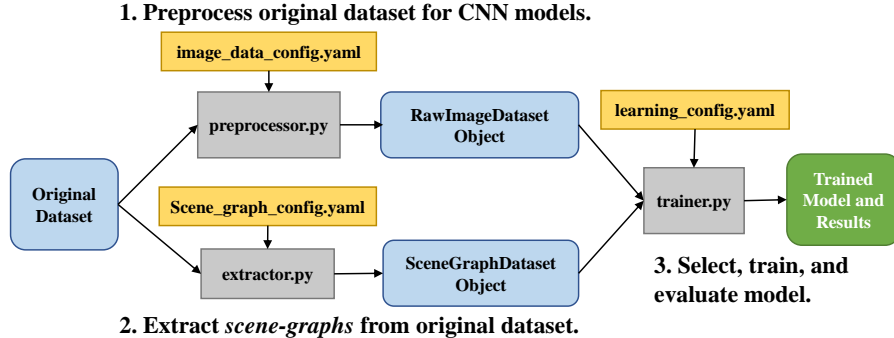 1. Preprocess original dataset for CNN models.
image_data_config.yaml
preprocessor.py
RawImageDataset
Object
learning_config.yaml
Original
Dataset
Scene_graph_config.yaml
trainer.py
Trained
Model and
Results
extractor.py
SceneGraphDataset
Object
3. Select, train, and
evaluate model.
2. Extract scene-graphs from original dataset.